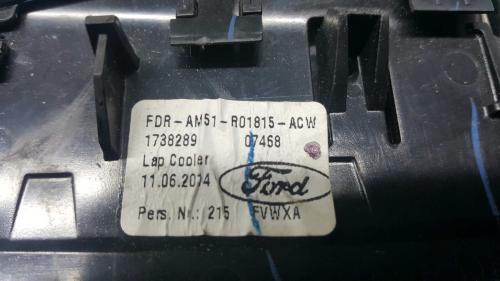 FDR-AM51-R01815-ACW
1738289 07468
Lap Cooler
11.06.2014
Ford
Pers. Nr.: 215 FVWXA